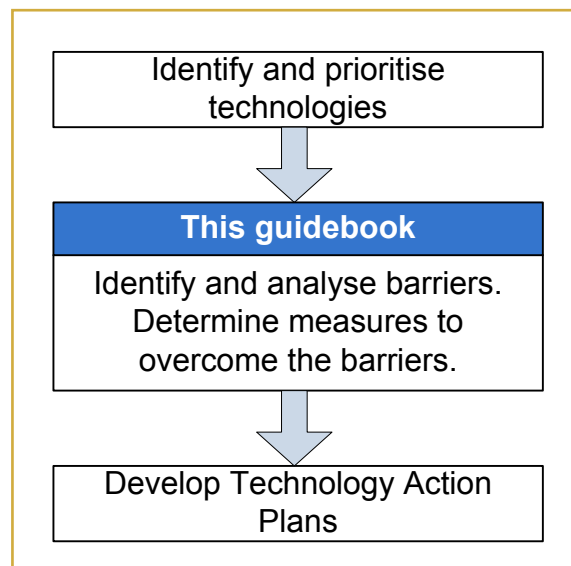 Identify and prioritise
technologies
This guidebook
Identify and analyse barriers.
Determine measures to
overcome the barriers.
Develop Technology Action
Plans